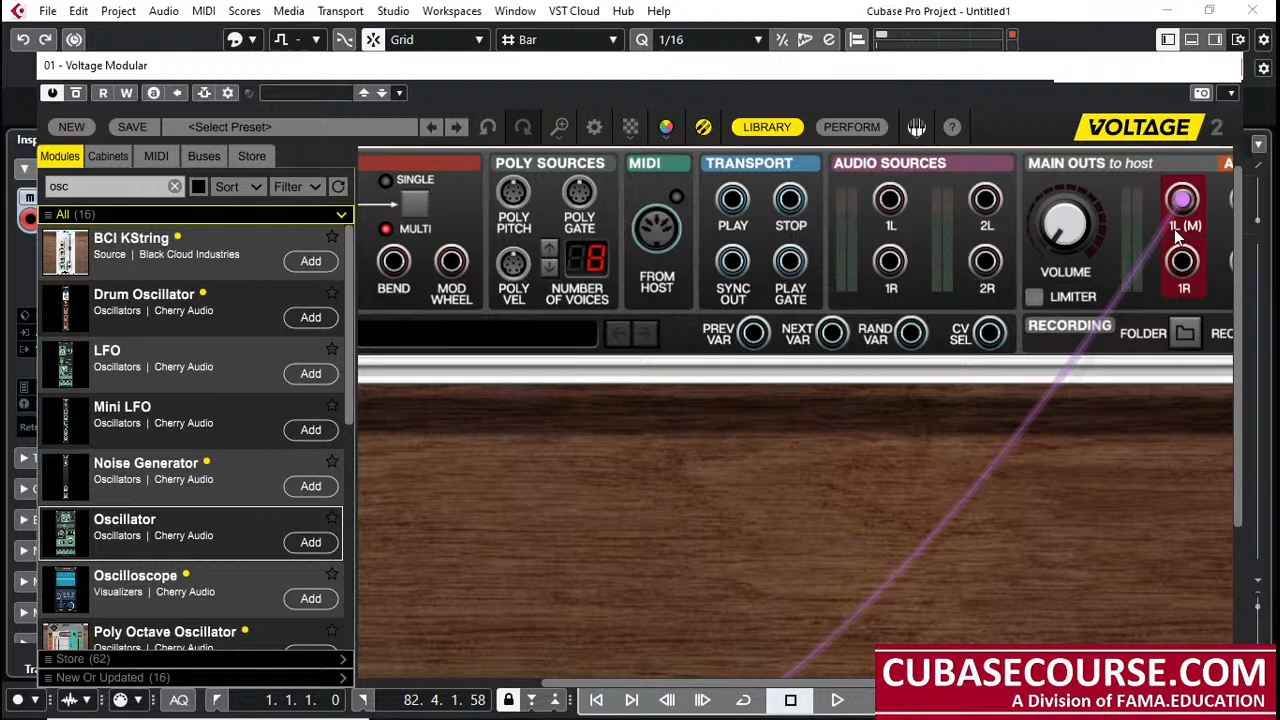 File Edit Project Audio MIDI Scores Media Transport Studio Workspaces Window VST Cloud Hub Help Cubase Pro Project - Untitled1
Grid Bar Q 1/16
01 - Voltage Modular
Insp
R W a
NEW SAVE <Select Preset> LIBRARY PERFORM ? VOLTAGE 2
Modules Cabinets MIDI Buses Store
osc Sort Filter
All (16)
BCI KString
Source | Black Cloud Industries
Add
Drum Oscillator
Oscillators | Cherry Audio
Add
LFO
Oscillators | Cherry Audio
Add
Mini LFO
Oscillators | Cherry Audio
Add
Noise Generator
Oscillators | Cherry Audio
Add
Oscillator
Oscillators | Cherry Audio
Add
Oscilloscope
Visualizers | Cherry Audio
Add
Poly Octave Oscillator
Oscillators | Cherry Audio
Store (62)
New Or Updated (16)
SINGLE
MULTI
BEND
MOD WHEEL
POLY SOURCES
POLY PITCH
POLY GATE
POLY VEL
8
NUMBER OF VOICES
MIDI
FROM HOST
TRANSPORT
PLAY STOP
SYNC OUT
PLAY GATE
AUDIO SOURCES
1L 2L
1R 2R
MAIN OUTS to host
VOLUME
LIMITER
1L (M)
1R
PREV VAR
NEXT VAR
RAND VAR
CV SEL
RECORDING
FOLDER
REC
AQ 1. 1. 1. 0 82. 4. 1. 58
CUBASECOURSE.COM
A Division of FAMA.EDUCATION